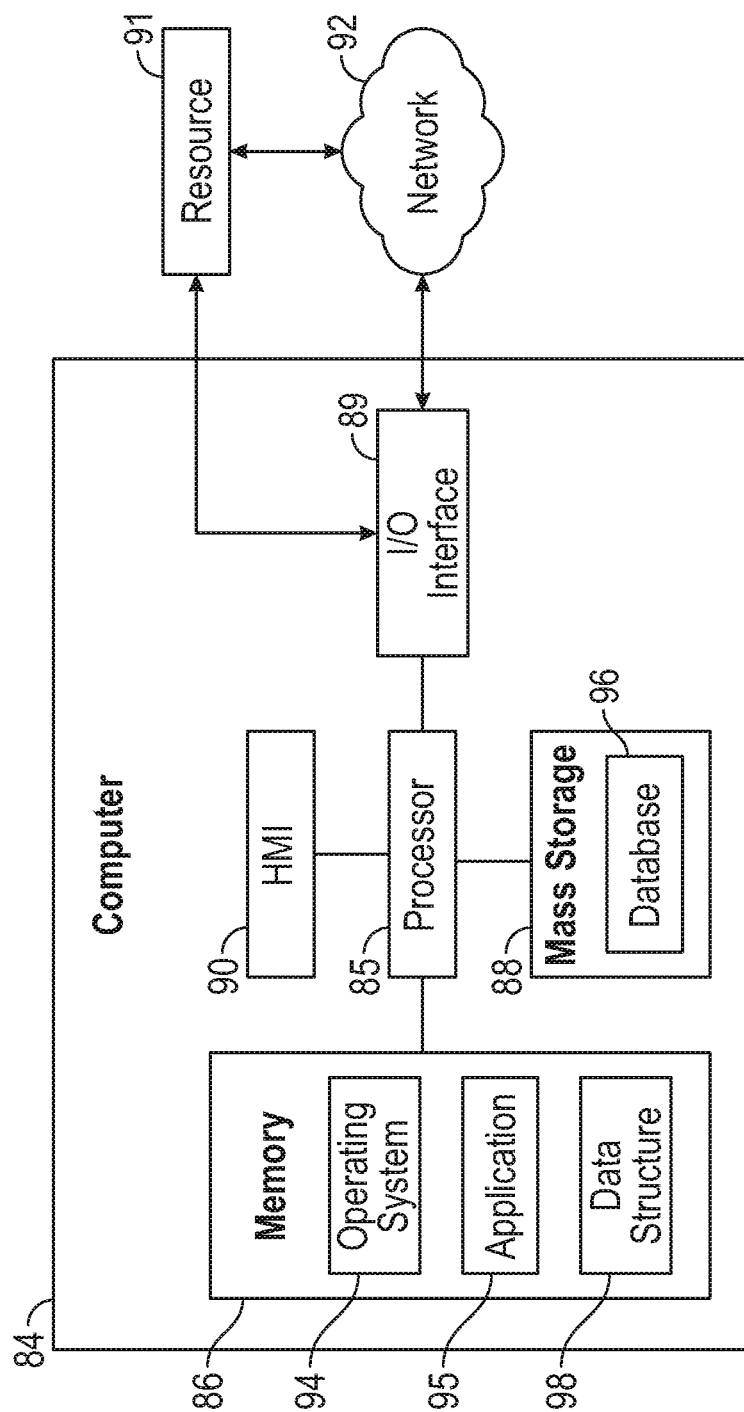 84
Computer
86
Memory
94
Operating
System
95
Application
98
Data
Structure
90
HMI
85
Processor
88
Mass Storage
96
Database
89
I/O
Interface
91
Resource
92
Network